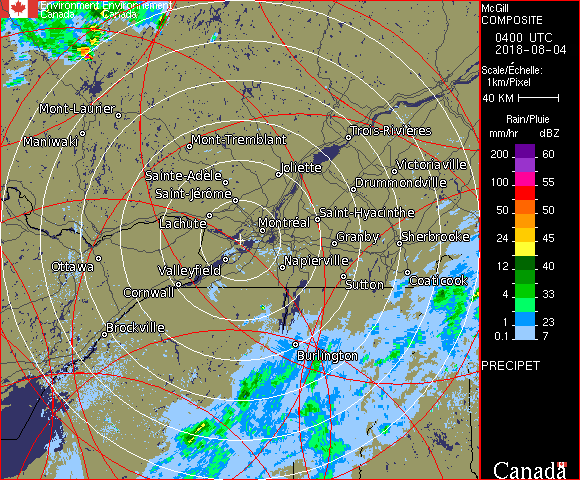 Environment Environnement
Canada Canada
McGill
COMPOSITE
0400 UTC
2018-08-04
Scale/Échelle:
1km/Pixel
40 KM
Rain/Pluie
mm/hr dBZ
200 60
100 55
50 50
24 45
12 40
4 33
1 23
0.1 7
PRECIPET
Canada
Mont-Laurier
Maniwaki
Mont-Tremblant
Trois-Rivières
Sainte-Adèle
Joliette
Victoriaville
Saint-Jérôme
Drummondville
Lachute
Montréal
Saint-Hyacinthe
Granby
Sherbrooke
Ottawa
Valleyfield
Napierville
Cornwall
Sutton
Coaticook
Brockville
Burlington